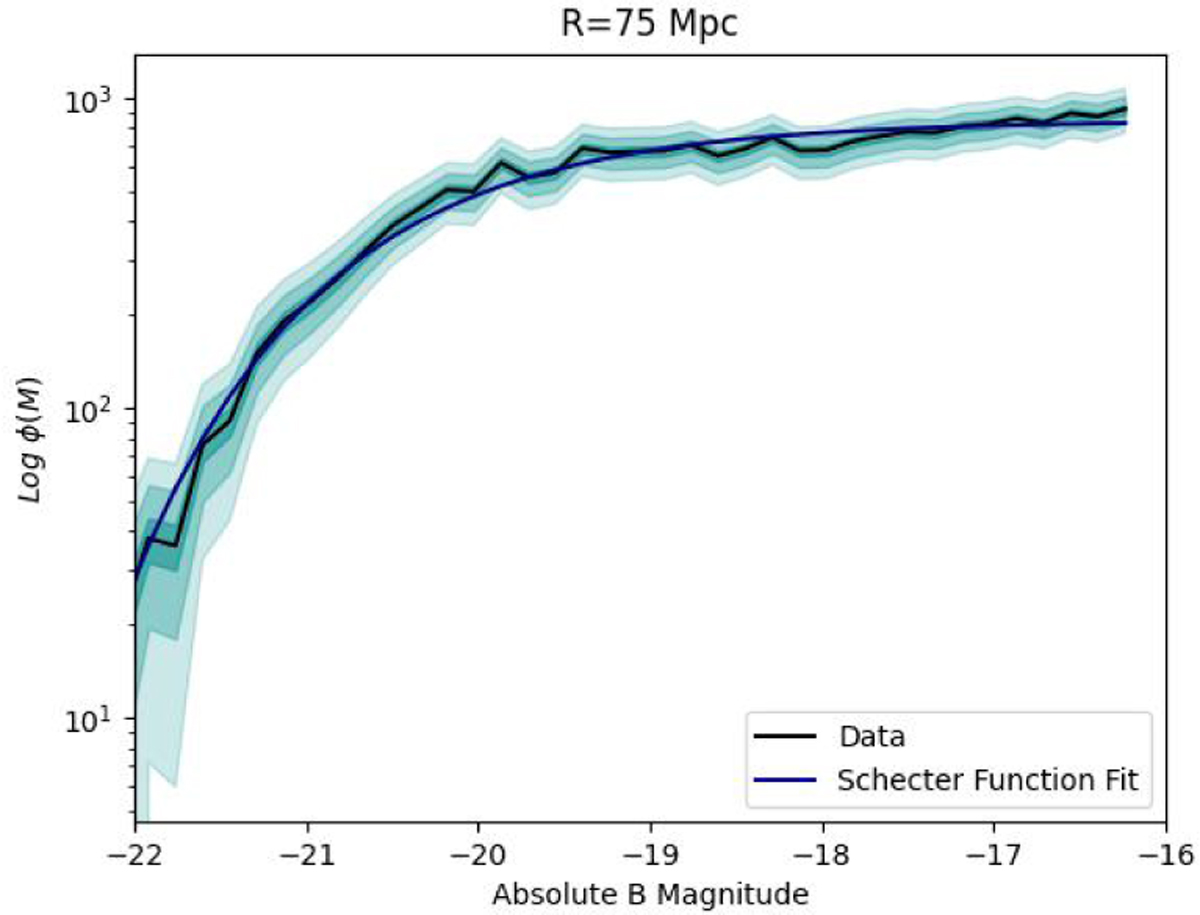 R=75 Mpc
10³
10²
10¹
Log ϕ(M)
−22 −21 −20 −19 −18 −17 −16
Absolute B Magnitude
Data
Schecter Function Fit